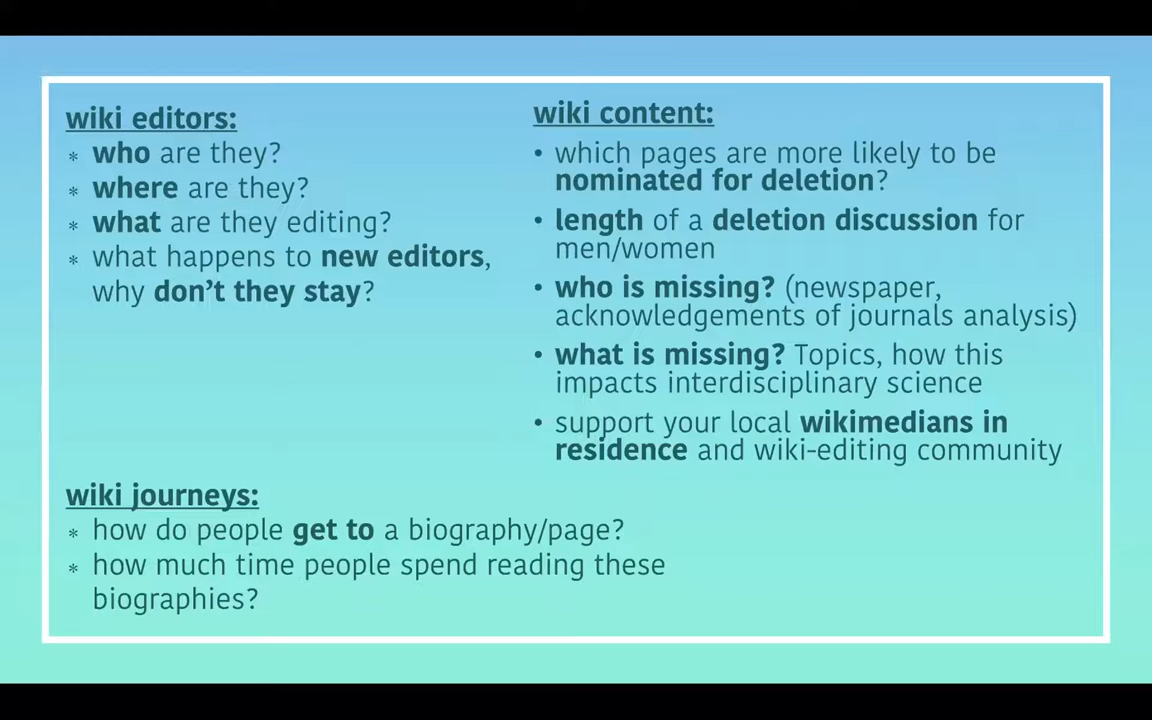 wiki editors:
* who are they?
* where are they?
* what are they editing?
* what happens to new editors,
why don't they stay?
wiki content:
• which pages are more likely to be
nominated for deletion?
• length of a deletion discussion for
men/women
• who is missing? (newspaper,
acknowledgements of journals analysis)
• what is missing? Topics, how this
impacts interdisciplinary science
• support your local wikimedians in
residence and wiki-editing community
wiki journeys:
* how do people get to a biography/page?
* how much time people spend reading these
biographies?